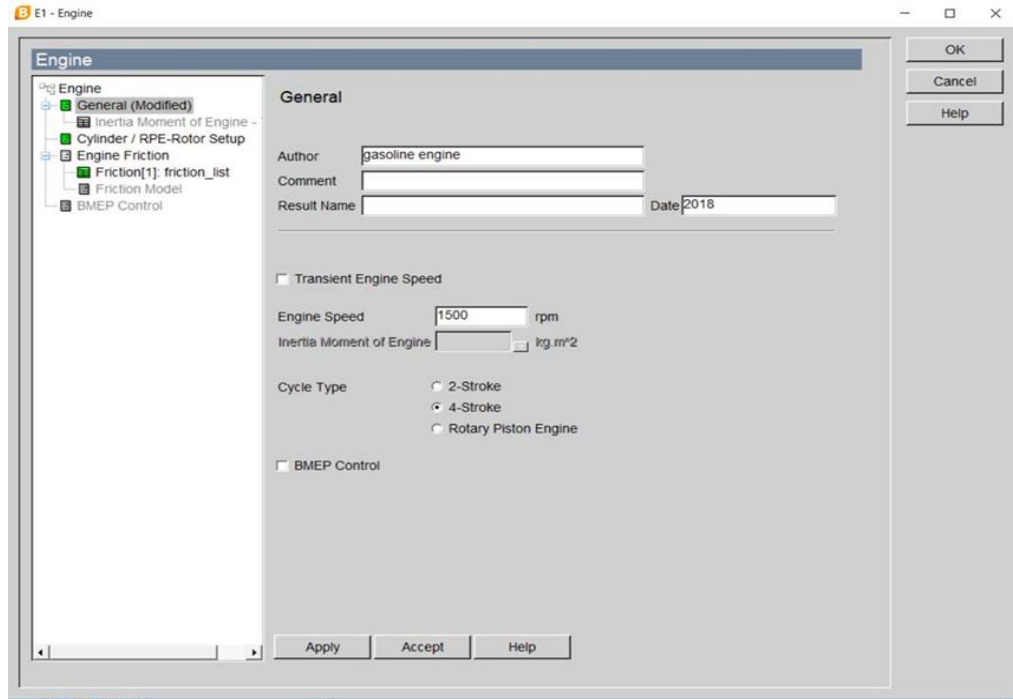 E1 - Engine
OK
Cancel
Help
Engine
Engine
General (Modified)
Inertia Moment of Engine -
Cylinder / RPE-Rotor Setup
Engine Friction
Friction[1]: friction_list
Friction Model
BMEP Control
General
Author gasoline engine
Comment
Result Name Date 2018
Transient Engine Speed
Engine Speed 1500 rpm
Inertia Moment of Engine kg.m^2
Cycle Type 2-Stroke
4-Stroke
Rotary Piston Engine
BMEP Control
Apply Accept Help